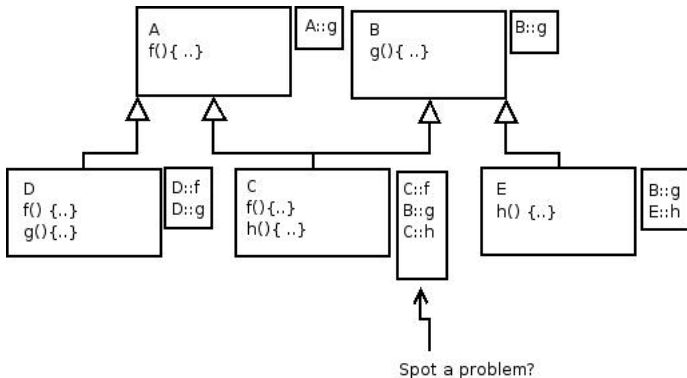 A
f(){ ..}
A::g
B
g(){ ..}
B::g
D
f() {..}
g(){..}
D::f
D::g
C
f(){..}
h(){ ..}
C::f
B::g
C::h
E
h() {..}
B::g
E::h
Spot a problem?